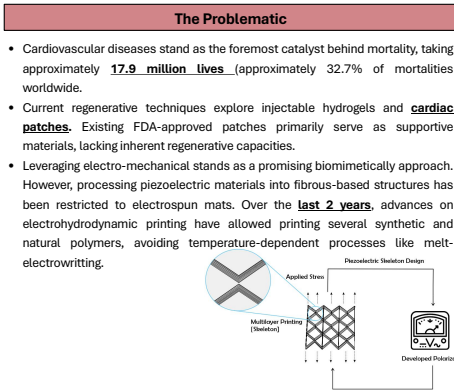 The Problematic
• Cardiovascular diseases stand as the foremost catalyst behind mortality, taking
approximately 17.9 million lives (approximately 32.7% of mortalities
worldwide.
• Current regenerative techniques explore injectable hydrogels and cardiac
patches. Existing FDA-approved patches primarily serve as supportive
materials, lacking inherent regenerative capacities.
• Leveraging electro-mechanical stands as a promising biomimetically approach.
However, processing piezoelectric materials into fibrous-based structures has
been restricted to electrospun mats. Over the last 2 years, advances on
electrohydrodynamic printing have allowed printing several synthetic and
natural polymers, avoiding temperature-dependent processes like melt-
electrowritting.
Piezoelectric Skeleton Design
Applied Stress
Multilayer Printing
(Skeleton)
V
Developed Polariza